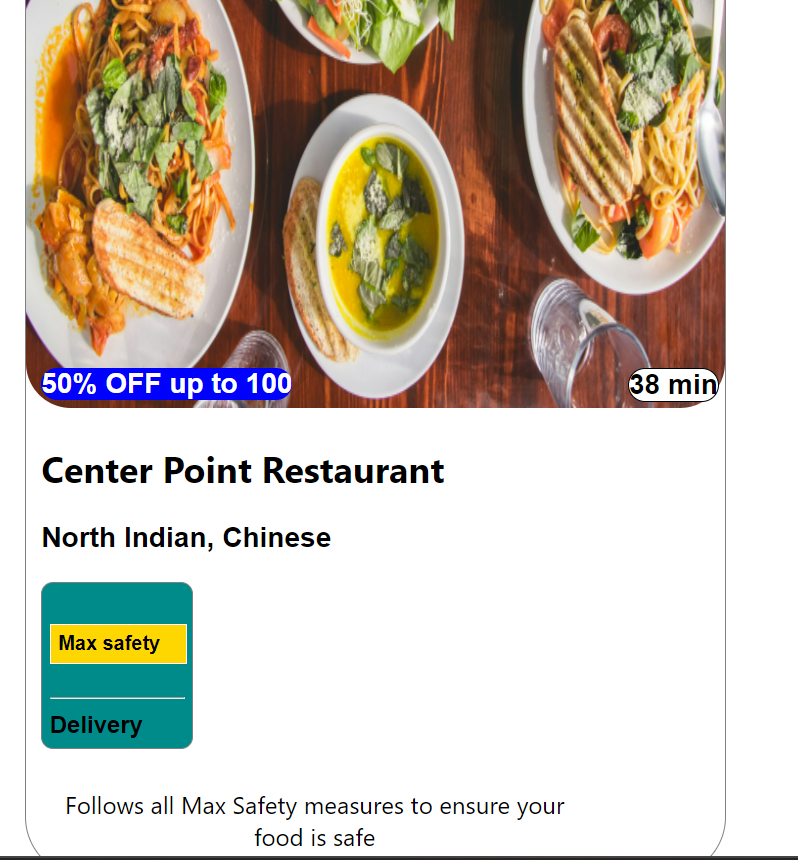 50% OFF up to 100
38 min
Center Point Restaurant
North Indian, Chinese
Max safety
Delivery
Follows all Max Safety measures to ensure your
food is safe